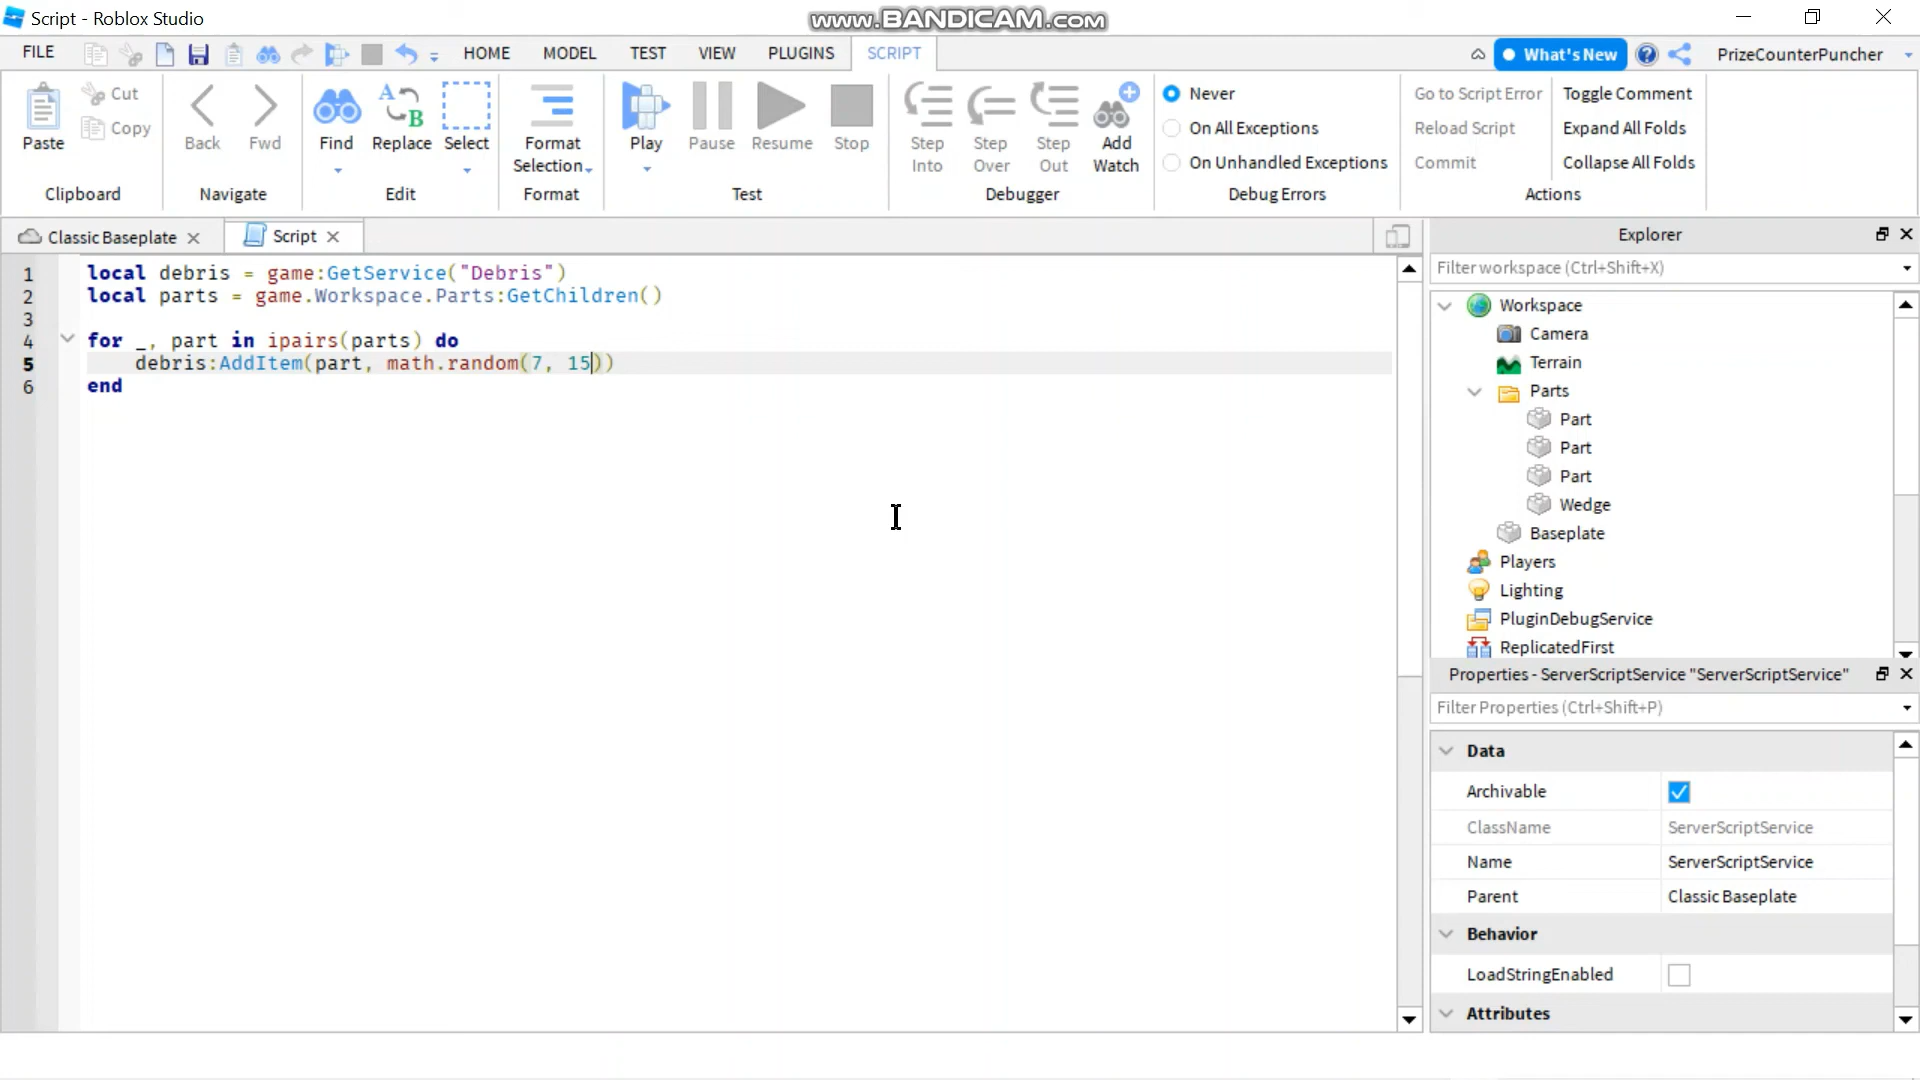 Script - Roblox Studio
www.BANDICAM.com
FILE
HOME
MODEL
TEST
VIEW
PLUGINS
SCRIPT
What's New
PrizeCounterPuncher
Paste
Cut
Copy
Clipboard
Back
Fwd
Navigate
Find
Replace
Select
Edit
Format
Selection
Format
Play
Pause
Resume
Stop
Test
Step
Into
Step
Over
Step
Out
Add
Watch
Debugger
Never
On All Exceptions
On Unhandled Exceptions
Debug Errors
Go to Script Error
Reload Script
Commit
Toggle Comment
Expand All Folds
Collapse All Folds
Actions
Classic Baseplate
Script
1 local debris = game:GetService("Debris")
2 local parts = game.Workspace.Parts:GetChildren()
3
4 for _, part in ipairs(parts) do
5 debris:AddItem(part, math.random(7, 15))
6 end
Explorer
Filter workspace (Ctrl+Shift+X)
Workspace
Camera
Terrain
Parts
Part
Part
Part
Wedge
Baseplate
Players
Lighting
PluginDebugService
ReplicatedFirst
Properties - ServerScriptService "ServerScriptService"
Filter Properties (Ctrl+Shift+P)
Data
Archivable
ClassName ServerScriptService
Name ServerScriptService
Parent Classic Baseplate
Behavior
LoadStringEnabled
Attributes